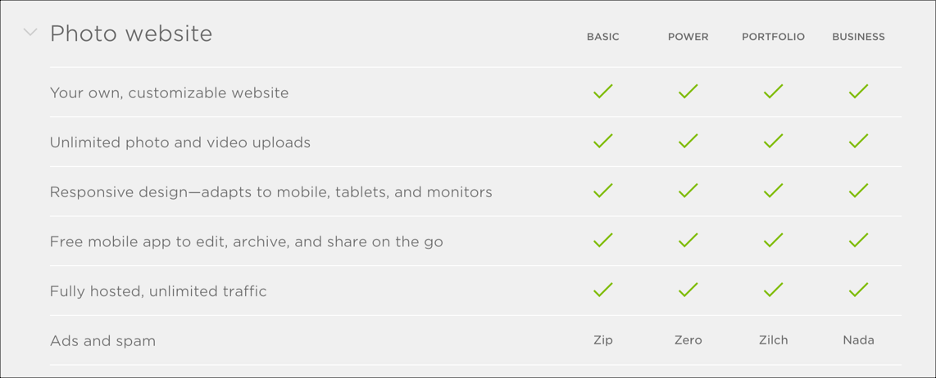 Photo website BASIC POWER PORTFOLIO BUSINESS
Your own, customizable website
Unlimited photo and video uploads
Responsive design—adapts to mobile, tablets, and monitors
Free mobile app to edit, archive, and share on the go
Fully hosted, unlimited traffic
Ads and spam Zip Zero Zilch Nada